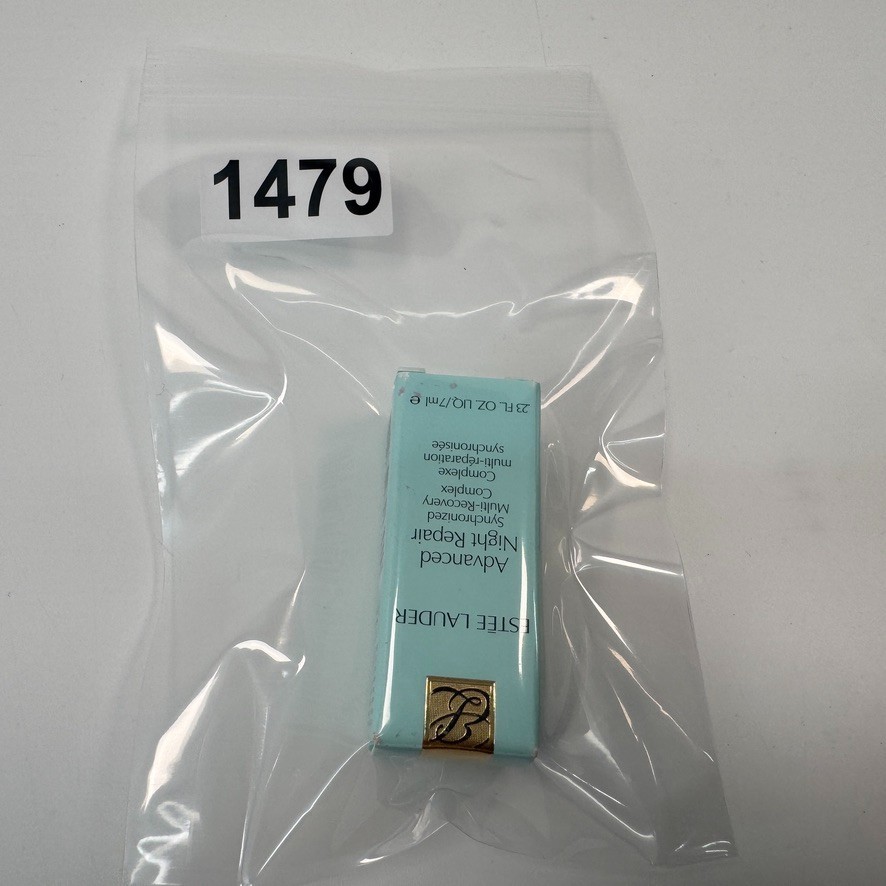 1479
ESTĒE LAUDER
Advanced
Night Repair
Synchronized
Multi-Recovery
Complex
Complexe
multi-réparation
synchronisée
.23 FL. OZ. LIQ./7ml e